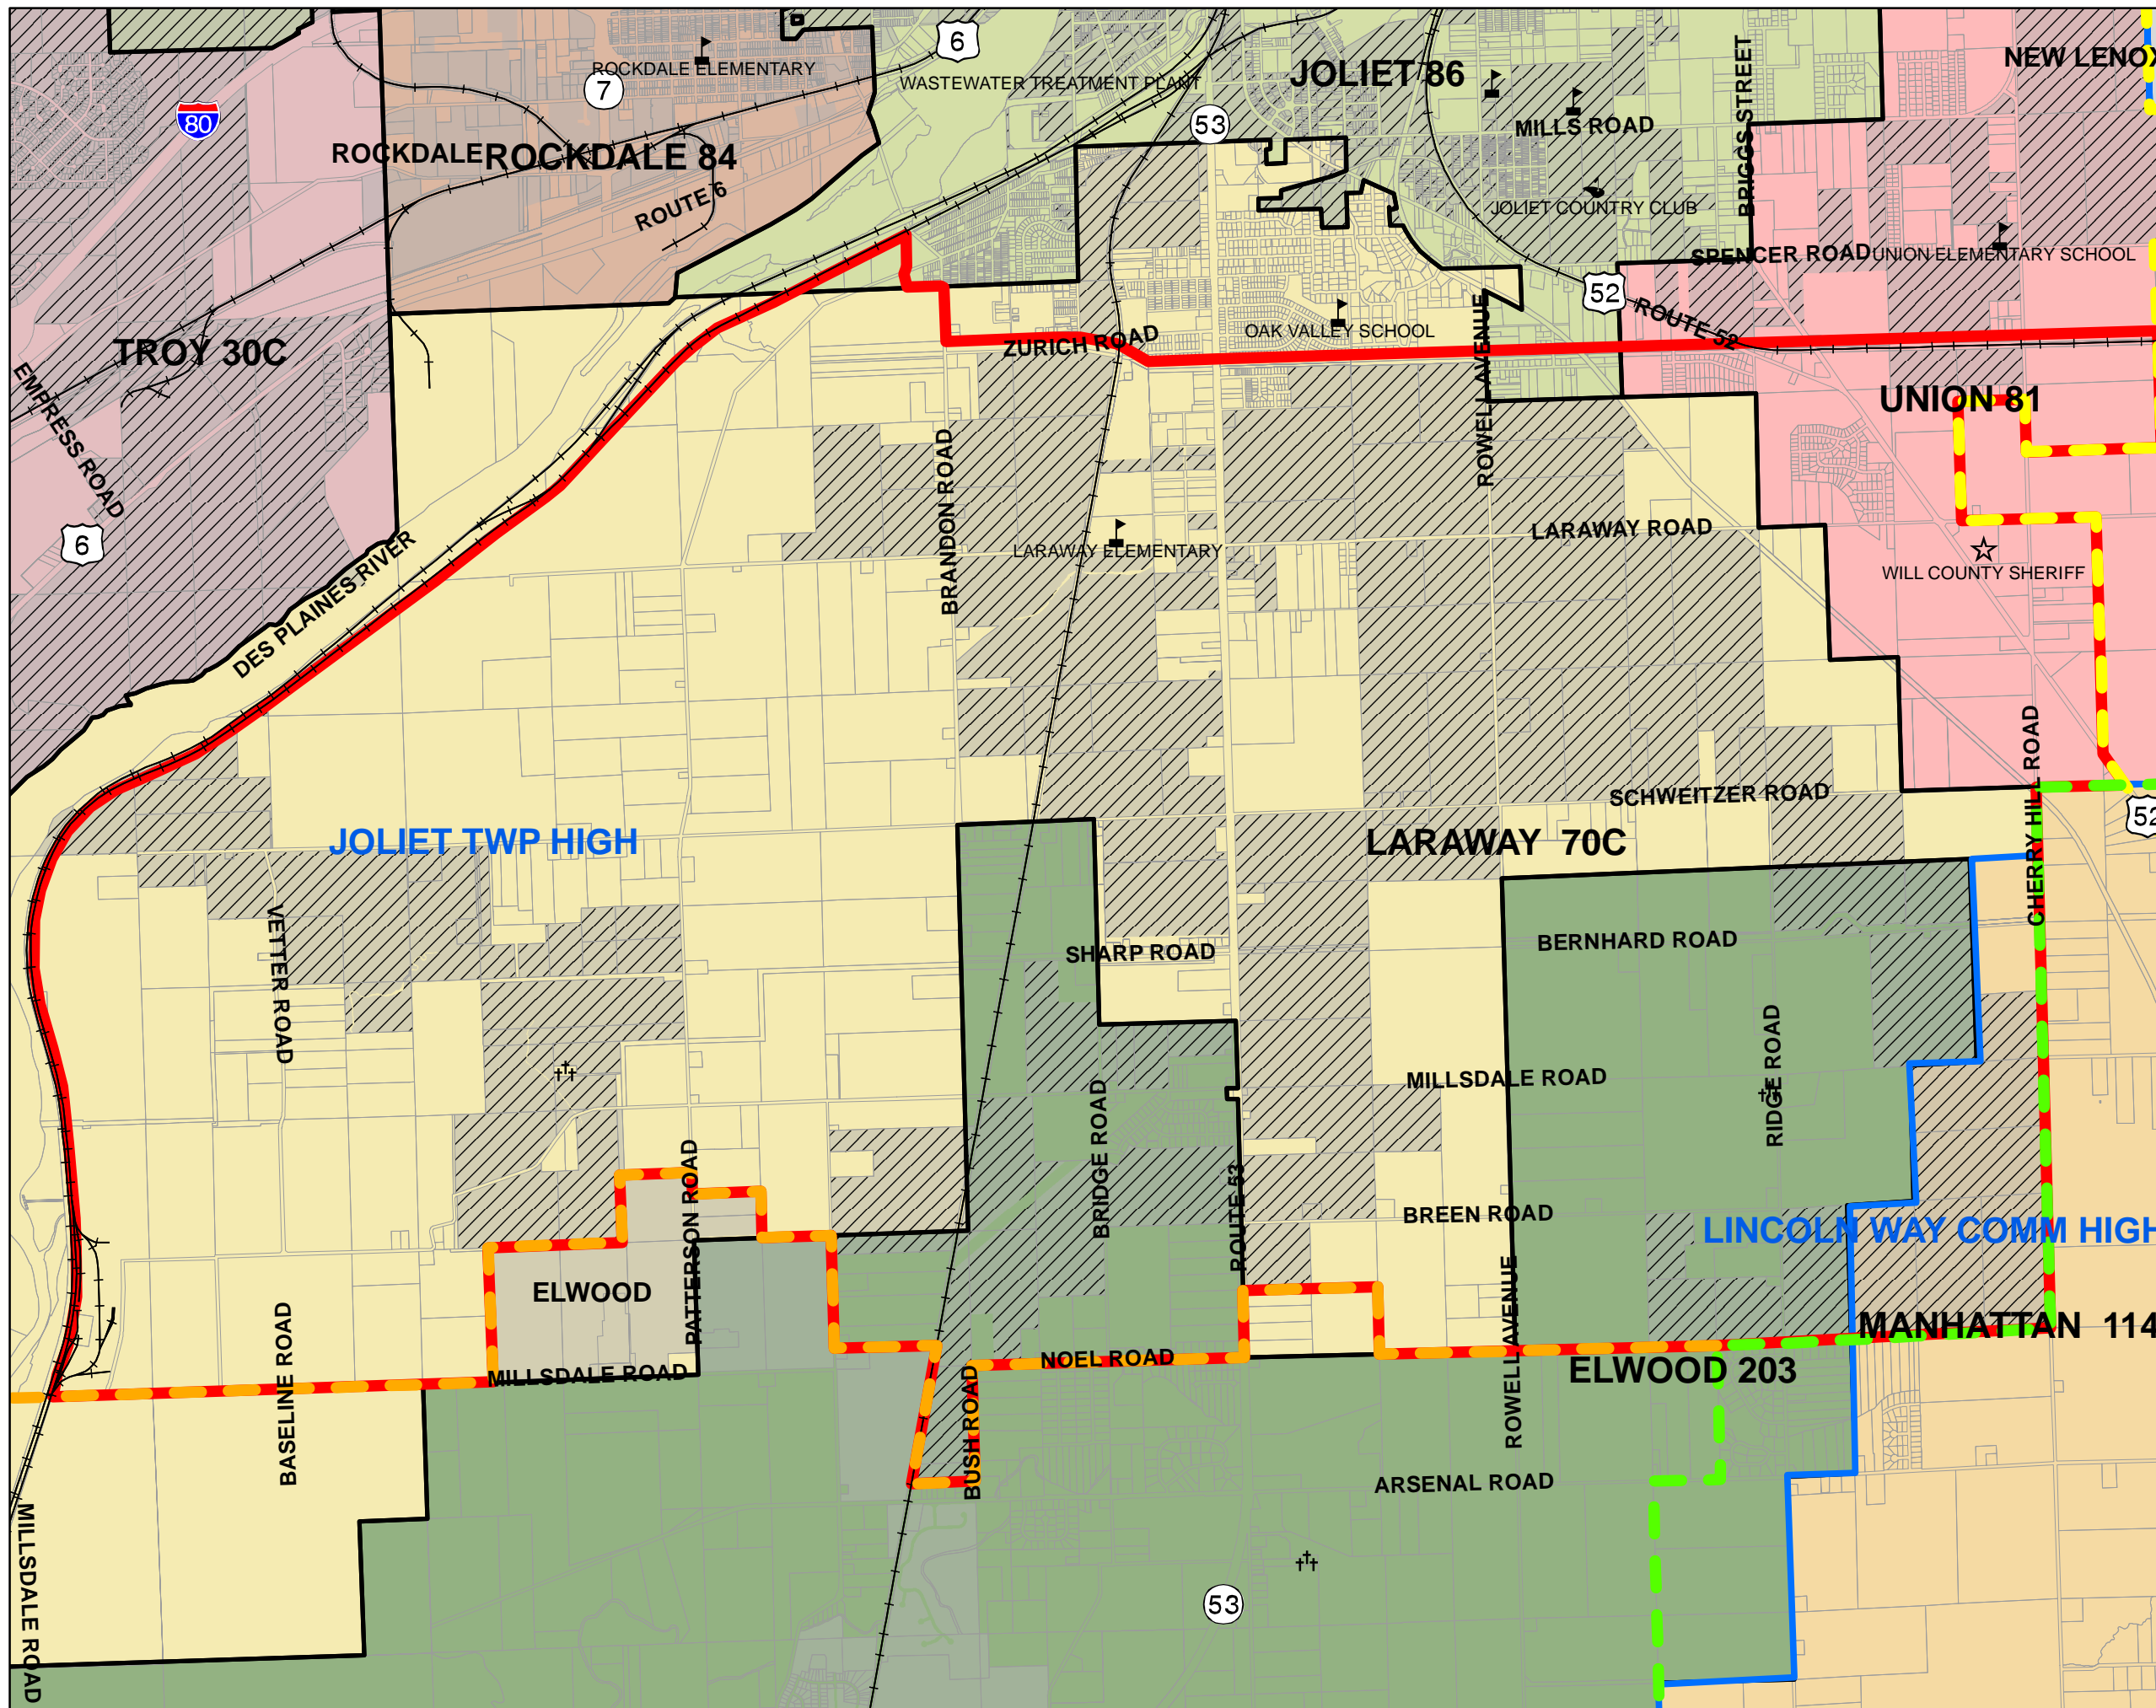 6
NEW LENOX
ROCKDALE ELEMENTARY
JOLIET 86
WASTEWATER TREATMENT PLANT
7
80
53
MILLS ROAD
BRIGGS STREET
ROCKDALE
ROCKDALE 84
ROUTE 6
JOLIET COUNTRY CLUB
SPENCER ROAD
UNION ELEMENTARY SCHOOL
52
ROUTE 52
OAK VALLEY SCHOOL
ZURICH ROAD
TROY 30C
EMPRESS ROAD
ROWELL AVENUE
UNION 81
6
BRANDON ROAD
LARAWAY ROAD
LARAWAY ELEMENTARY
WILL COUNTY SHERIFF
DES PLAINES RIVER
CHERRY HILL ROAD
SCHWEITZER ROAD
52
JOLIET TWP HIGH
LARAWAY 70C
VETTER ROAD
SHARP ROAD
BERNHARD ROAD
RIDGE ROAD
MILLSDALE ROAD
BRIDGE ROAD
PATTERSON ROAD
ROUTE 53
BREEN ROAD
LINCOLN WAY COMM HIGH
ELWOOD
ROWELL AVENUE
MANHATTAN 114
BASELINE ROAD
MILLSDALE ROAD
NOEL ROAD
ELWOOD 203
BUSH ROAD
ARSENAL ROAD
MILLSDALE ROAD
53